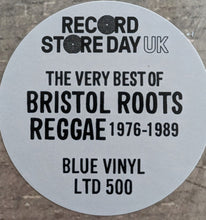 RECORD
STORE DAY UK
THE VERY BEST OF
BRISTOL ROOTS
REGGAE 1976-1989
BLUE VINYL
LTD 500